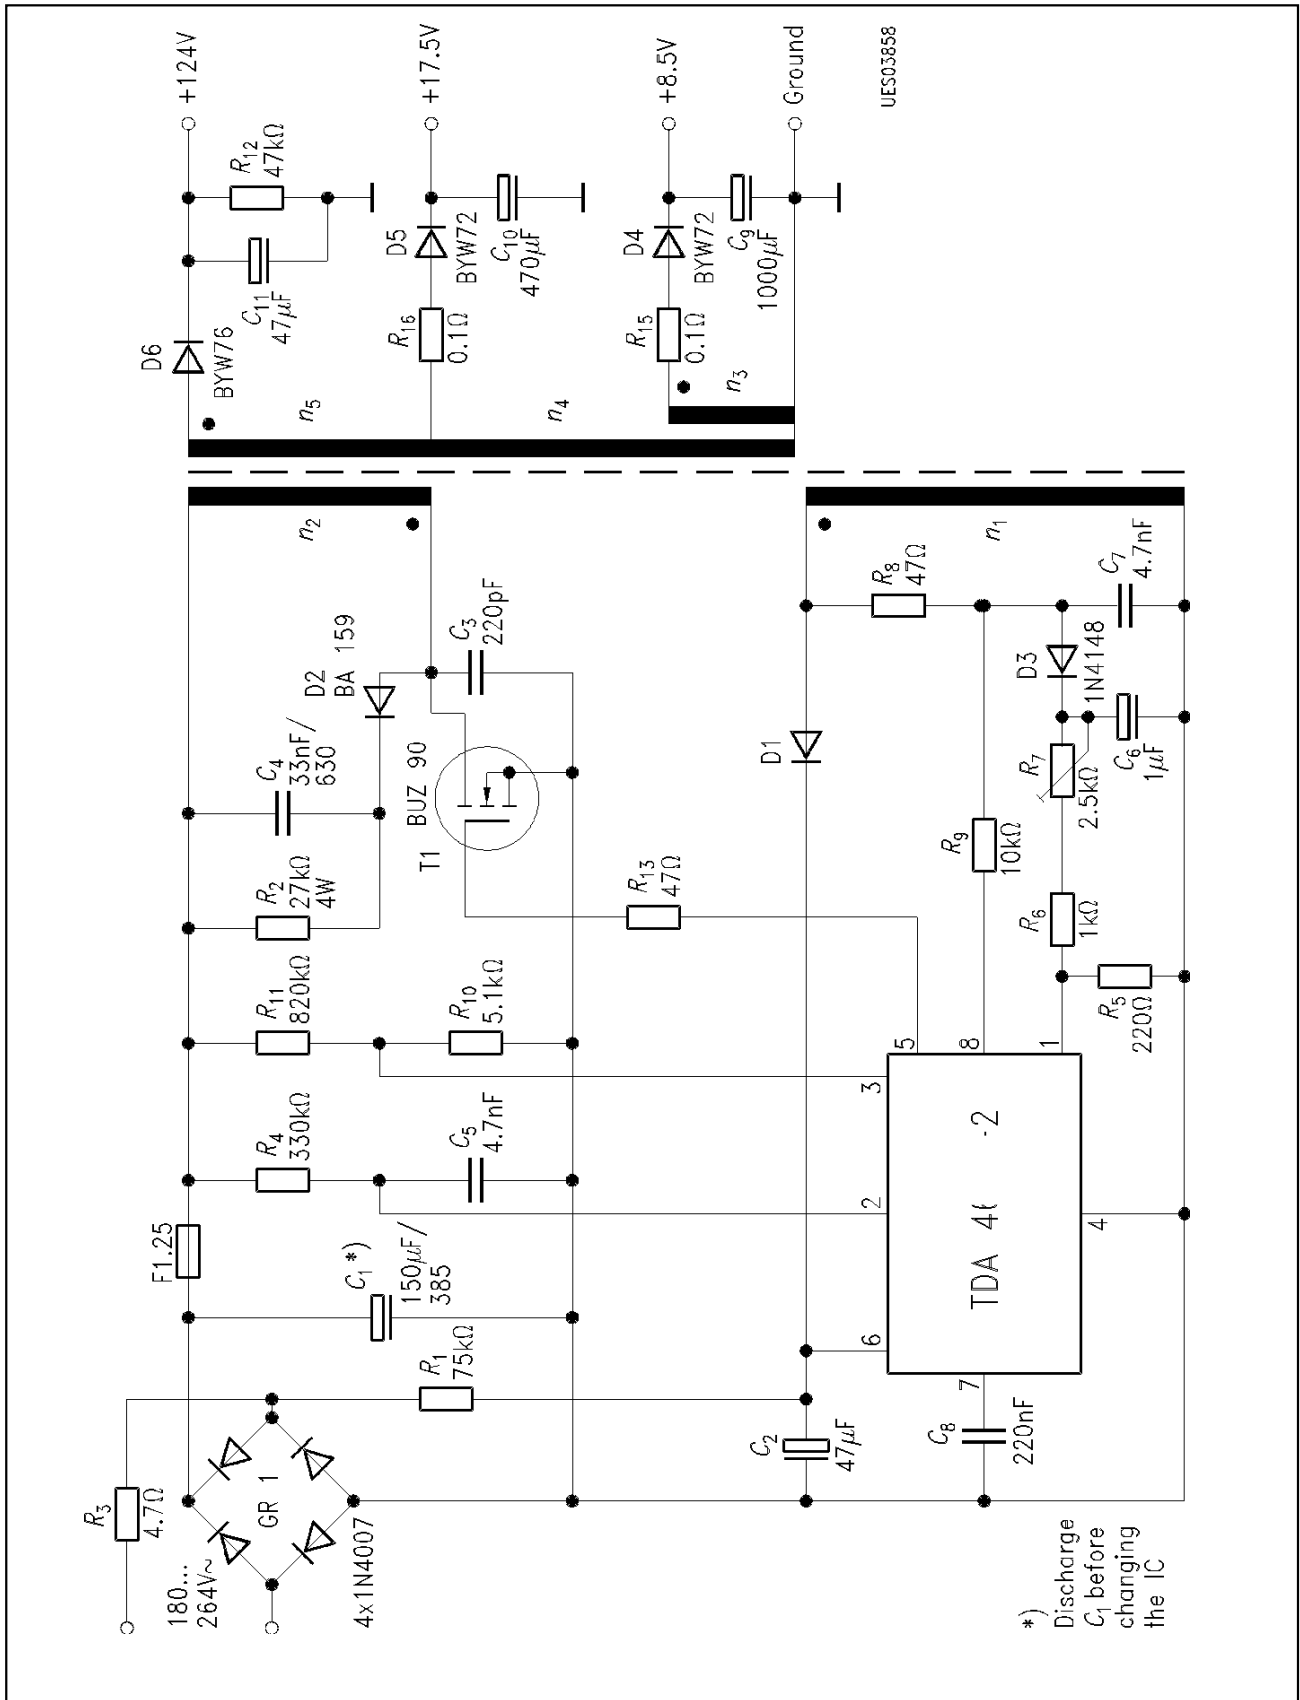 180...
264V~
R3
4.7Ω
GR 1
4x1N4007
R1
75kΩ
C1 *)
150µF/
385
F1.25
R4
330kΩ
C5
4.7nF
R11
820kΩ
R10
5.1kΩ
R2
27kΩ
4W
C4
33nF/
630
D2
BA 159
T1
BUZ 90
C3
220pF
n2
R13
47Ω
D1
C2
47µF
C8
220nF
7
6
2
3
5
8
1
4
TDA 4
-2
R5
220Ω
R6
1kΩ
R7
2.5kΩ
R9
10kΩ
C6
1µF
D3
1N4148
R8
47Ω
C7
4.7nF
n1
n5
n4
n3
D6
BYW76
C11
47µF
R12
47kΩ
+124V
R16
0.1Ω
D5
BYW72
C10
470µF
+17.5V
R15
0.1Ω
D4
BYW72
C9
1000µF
+8.5V
Ground
*)
Discharge
C1 before
changing
the IC
UES03858